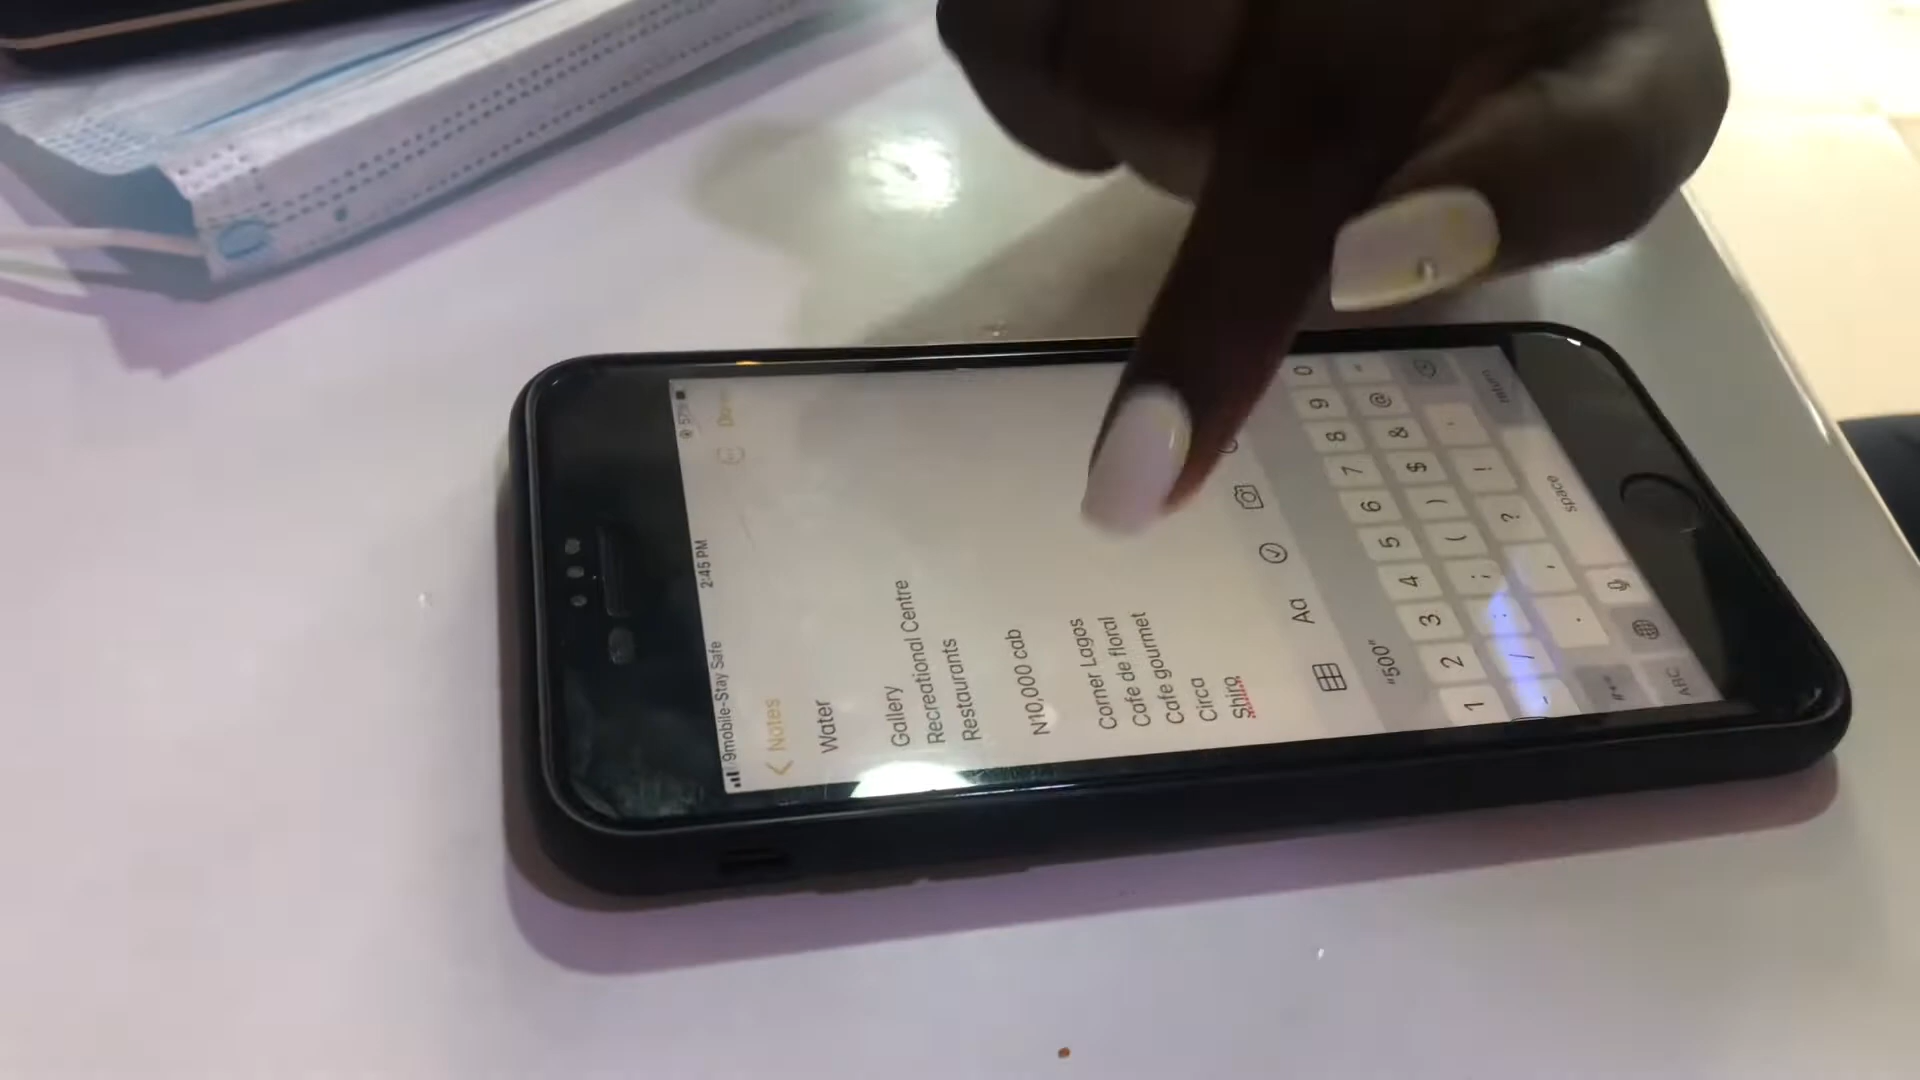 9mobile-Stay Safe 2:45 PM 57%
Notes Done
Water
Gallery
Recreational Centre
Restaurants
N10,000 cab
Corner Lagos
Cafe de floral
Cafe gourmet
Circa
Shiro
Aa
"500"
1 2 3 4 5 6 7 8 9 0
- / : ; ( ) $ & @ "
#+= . , ? ! '
ABC space return